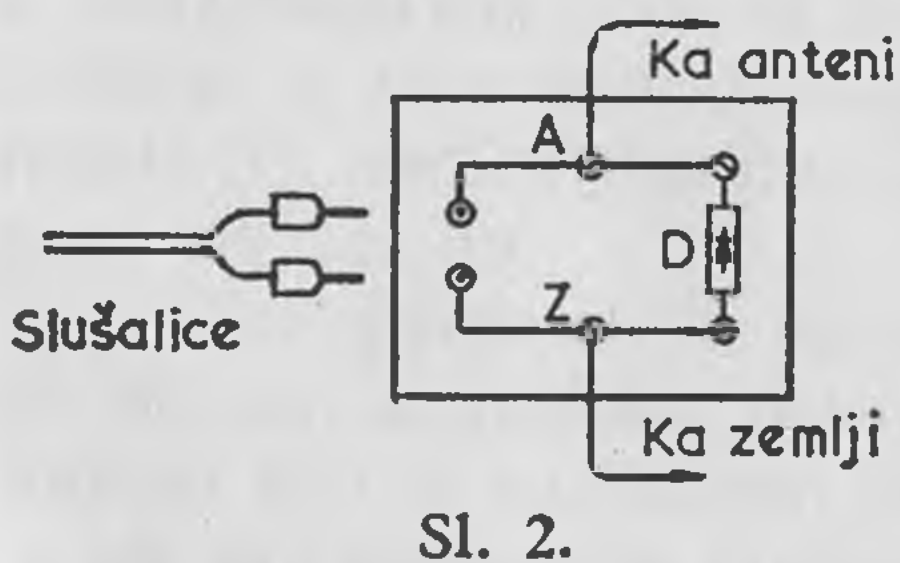 Ka anteni
A
D
Z
Slušalice
Ka zemlji
Sl. 2.